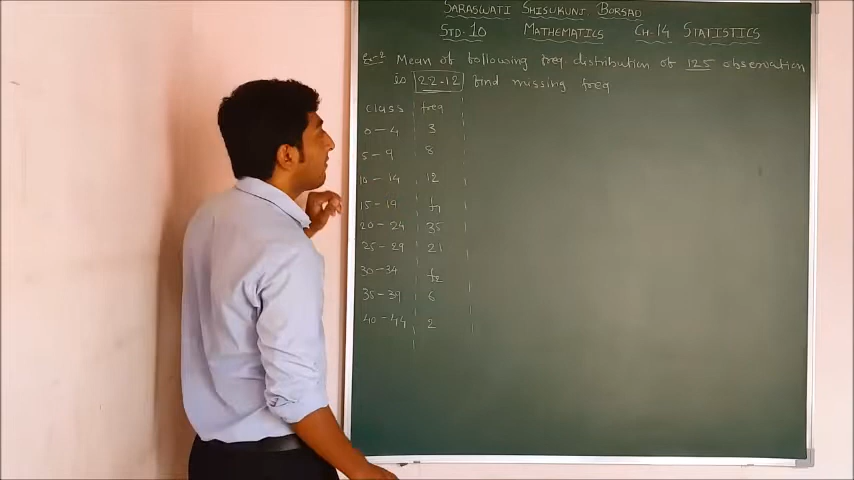 SARASWATI SHISUKUNJ BORSAD
STD-10 MATHEMATICS CH-14 STATISTICS
Ex-2 Mean of following freq distribution of 125 observation
is 22.12 find missing freq
class freq
0-4 3
5-9 8
10-14 12
15-19 f1
20-24 35
25-29 21
30-34 f2
35-39 6
40-44 2